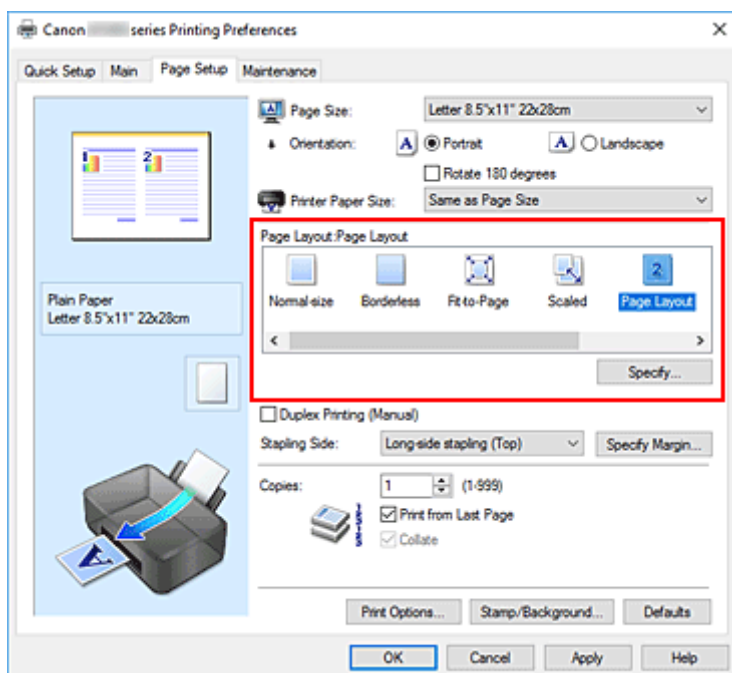 Canon series Printing Preferences
Quick Setup Main Page Setup Maintenance
1 2
Page Size: Letter 8.5"x11" 22x28cm
Orientation: A Portrait A Landscape
Rotate 180 degrees
Printer Paper Size: Same as Page Size
Page Layout:Page Layout
2
Normal-size Borderless Fit-to-Page Scaled Page Layout
Specify...
Plain Paper
Letter 8.5"x11" 22x28cm
Duplex Printing (Manual)
Stapling Side: Long-side stapling (Top) Specify Margin...
Copies: 1 (1-999)
Print from Last Page
Collate
A
Print Options... Stamp/Background... Defaults
OK Cancel Apply Help